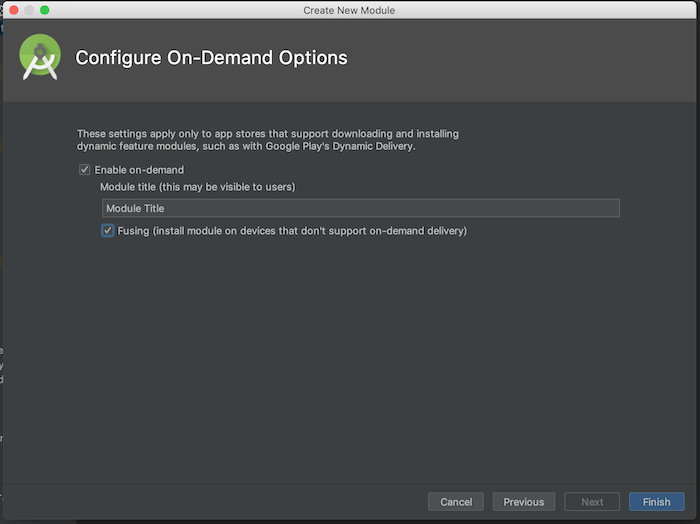 Create New Module
Configure On-Demand Options
These settings apply only to app stores that support downloading and installing
dynamic feature modules, such as with Google Play's Dynamic Delivery.
Enable on-demand
Module title (this may be visible to users)
Module Title
Fusing (install module on devices that don't support on-demand delivery)
Cancel
Previous
Next
Finish